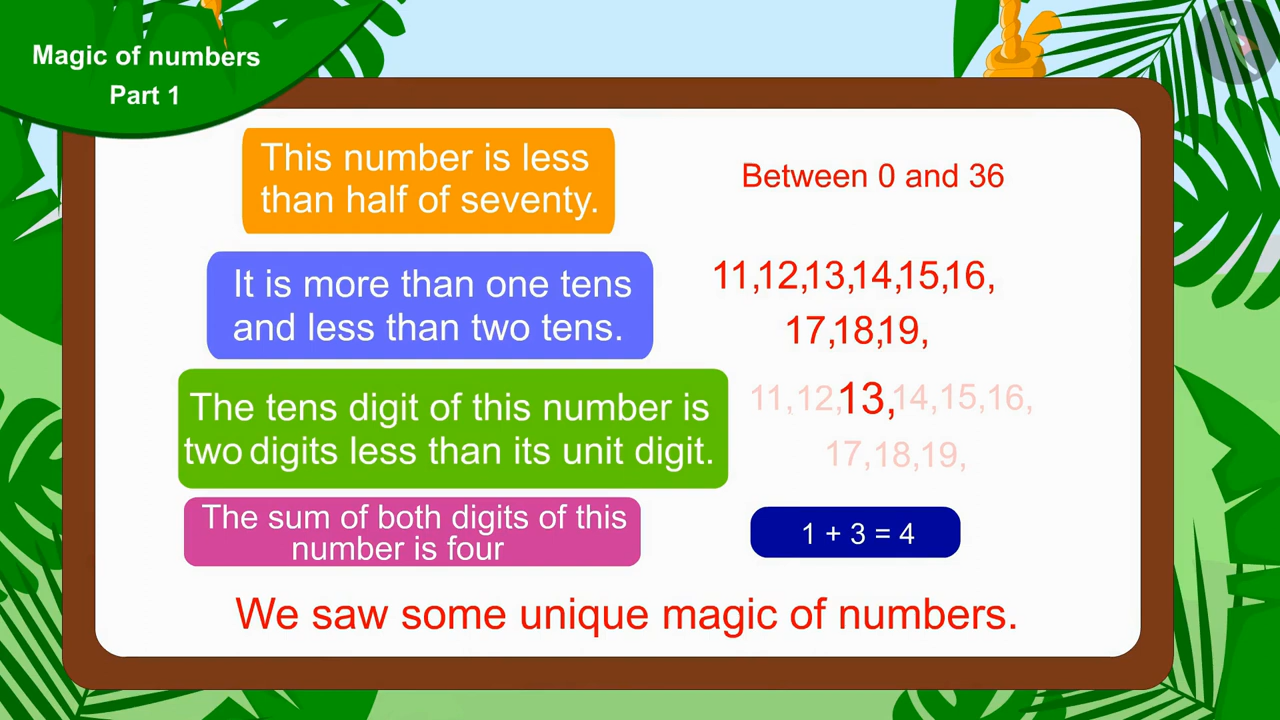 Magic of numbers
Part 1
This number is less
than half of seventy.
Between 0 and 36
It is more than one tens
and less than two tens.
11,12,13,14,15,16,
17,18,19,
The tens digit of this number is
two digits less than its unit digit.
11,12,13,14,15,16,
17,18,19,
The sum of both digits of this
number is four
1 + 3 = 4
We saw some unique magic of numbers.